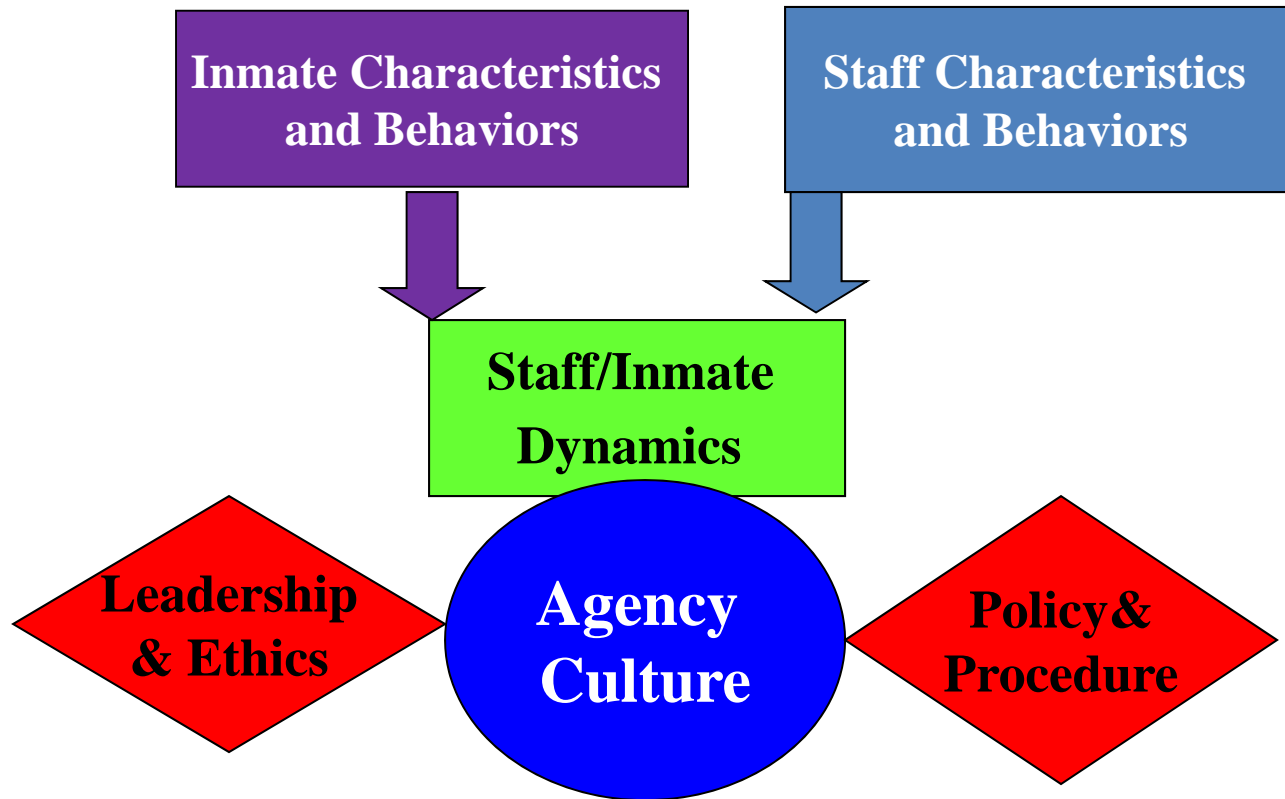 Inmate Characteristics
and Behaviors
Staff Characteristics
and Behaviors
Staff/Inmate
Dynamics
Leadership
& Ethics
Agency
Culture
Policy&
Procedure